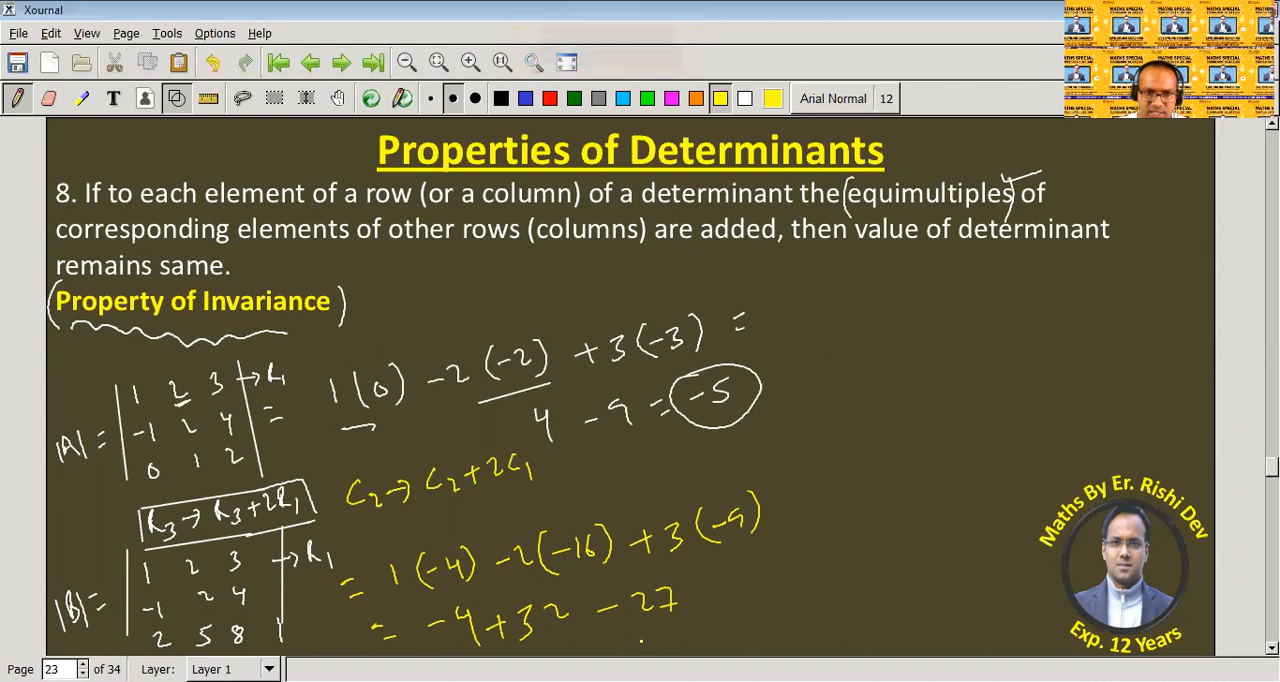 Xournal
File Edit View Page Tools Options Help
Arial Normal 12
Properties of Determinants
8. If to each element of a row (or a column) of a determinant the (equimultiples) of
corresponding elements of other rows (columns) are added, then value of determinant
remains same.
(Property of Invariance)
|A| = | 1 2 3 | → R1
| -1 2 4 |
| 0 1 2 |
= 1(0) -2(-2) +3(-3) =
4 -9 = -5
R3 → R3+2R1
C2 → C2+2C1
|B| = | 1 2 3 | → R1
| -1 2 4 |
| 2 5 8 |
= 1(-4) -2(-16) +3(-9)
= -4+32 -27
Maths By Er. Rishi Dev
Exp. 12 Years
Page 23 of 34 Layer: Layer 1